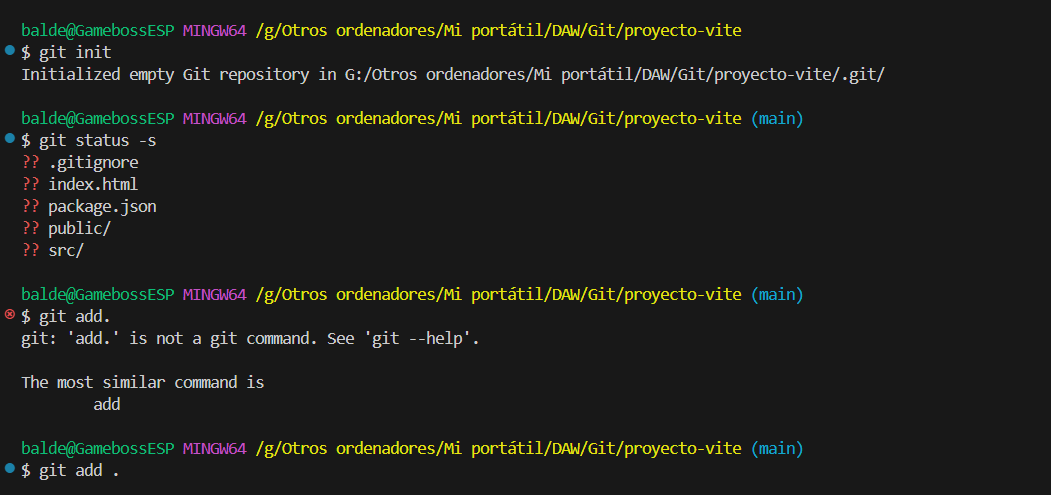 balde@GamebossESP MINGW64 /g/Otros ordenadores/Mi portátil/DAW/Git/proyecto-vite
$ git init
Initialized empty Git repository in G:/Otros ordenadores/Mi portátil/DAW/Git/proyecto-vite/.git/
balde@GamebossESP MINGW64 /g/Otros ordenadores/Mi portátil/DAW/Git/proyecto-vite (main)
$ git status -s
?? .gitignore
?? index.html
?? package.json
?? public/
?? src/
balde@GamebossESP MINGW64 /g/Otros ordenadores/Mi portátil/DAW/Git/proyecto-vite (main)
$ git add.
git: 'add.' is not a git command. See 'git --help'.
The most similar command is
        add
balde@GamebossESP MINGW64 /g/Otros ordenadores/Mi portátil/DAW/Git/proyecto-vite (main)
$ git add .